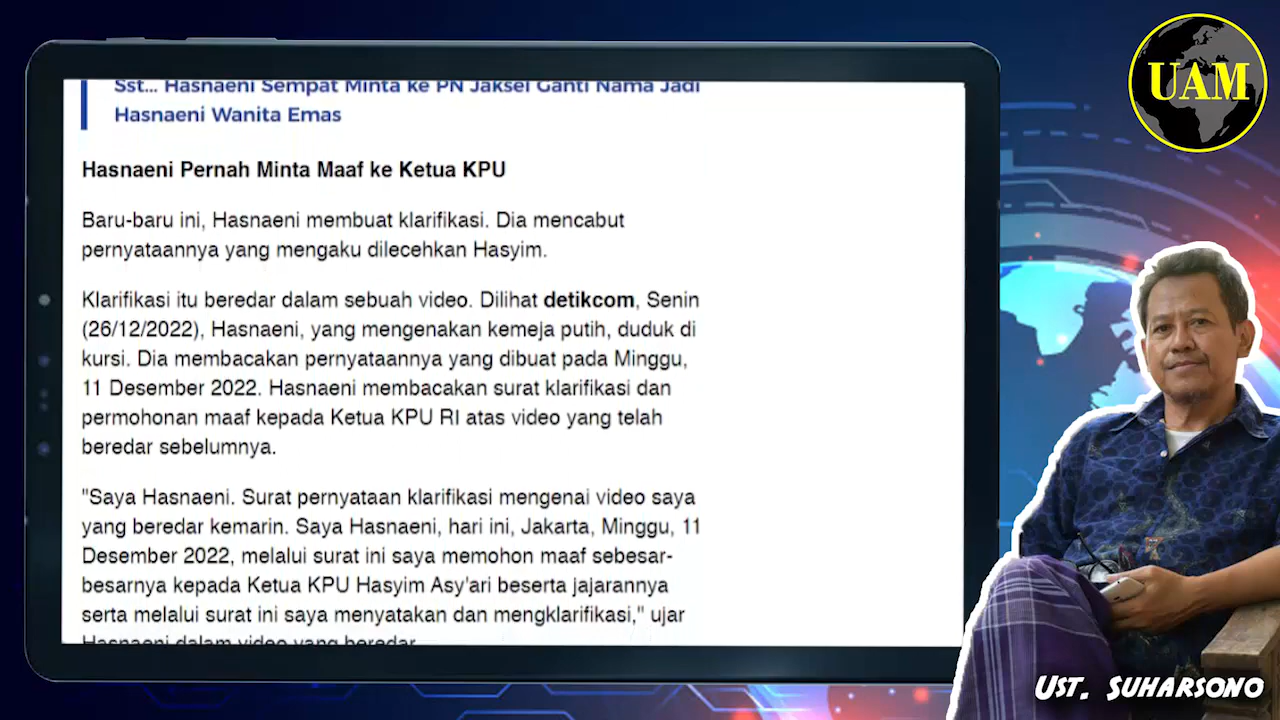 Sst... Hasnaeni Sempat Minta ke PN Jaksel Ganti Nama Jadi
Hasnaeni Wanita Emas
Hasnaeni Pernah Minta Maaf ke Ketua KPU
Baru-baru ini, Hasnaeni membuat klarifikasi. Dia mencabut
pernyataannya yang mengaku dilecehkan Hasyim.
Klarifikasi itu beredar dalam sebuah video. Dilihat detikcom, Senin
(26/12/2022), Hasnaeni, yang mengenakan kemeja putih, duduk di
kursi. Dia membacakan pernyataannya yang dibuat pada Minggu,
11 Desember 2022. Hasnaeni membacakan surat klarifikasi dan
permohonan maaf kepada Ketua KPU RI atas video yang telah
beredar sebelumnya.
"Saya Hasnaeni. Surat pernyataan klarifikasi mengenai video saya
yang beredar kemarin. Saya Hasnaeni, hari ini, Jakarta, Minggu, 11
Desember 2022, melalui surat ini saya memohon maaf sebesar-
besarnya kepada Ketua KPU Hasyim Asy'ari beserta jajarannya
serta melalui surat ini saya menyatakan dan mengklarifikasi," ujar
Hasnaeni dalam video yang beredar.
UAM
Ust. Suharsono